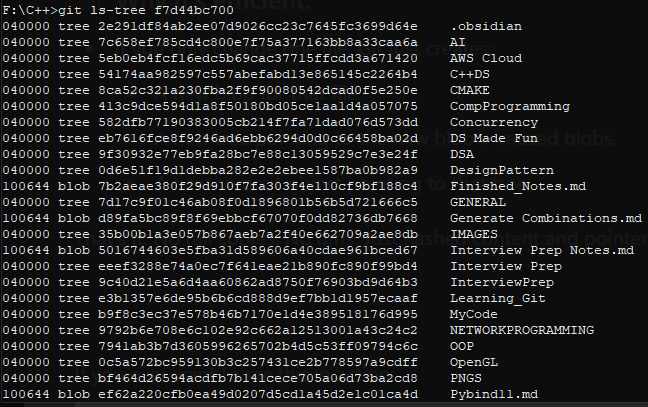 F:\C++>git ls-tree f7d44bc700
040000 tree 2e291df84ab2ee07d9026cc23c7645fc3699d64e    .obsidian
040000 tree 7c658ef785cd4c800e7f75a377163bb8a33caa6a    AI
040000 tree 5eb0eb4fcf16edc5b69cac37715ffcdd3a671420    AWS Cloud
040000 tree 54174aa982597c557abefabd13e865145c2264b4    C++DS
040000 tree 8ca52c321a230fba2f9f90080542dcad0f5e250e    CMAKE
040000 tree 413c9dce594d1a8f50180bd05ce1aa1d4a057075    CompProgramming
040000 tree 582dfb77190383005cb214f7fa71dad076d573dd    Concurrency
040000 tree eb7616fce8f9246ad6ebb6294d0d0c66458ba02d    DS Made Fun
040000 tree 9f30932e77eb9fa28bc7e88c13059529c7e3e24f    DSA
040000 tree 0d6e51f19d1debba282e2e2ebee1587ba0b982a9    DesignPattern
100644 blob 7b2aeae380f29d910f7fa303f4e110cf9bf188c4    Finished_Notes.md
040000 tree 7d17c9f01c46ab08f0d1896801b56b5d721666c5    GENERAL
100644 blob d89fa5bc89f8f69ebbcf67070f0dd82736db7668    Generate Combinations.md
040000 tree 35b00b1a3e057b867aeb7a2f40e662709a2ae8db    IMAGES
100644 blob 5016744603e5fba31d589606a40cdae961bced67    Interview Prep Notes.md
040000 tree eeef3288e74a0ec7f641eae21b890fc890f99bd4    Interview Prep
040000 tree 9c40d21e5a6d4aa60862ad8750f76903bd9d64b3    InterviewPrep
040000 tree e3b1357e6de95b6b6cd888d9ef7bb1d1957ecaaf    Learning_Git
040000 tree b9f8c3ec37e578b46b7170e1d4e389518176d995    MyCode
040000 tree 9792b6e708e6c102e92c662a12513001a43c24c2    NETWORKPROGRAMMING
040000 tree 7941ab3b7d3605996265702b4d5c53ff09794c6c    OOP
040000 tree 0c5a572bc959130b3c257431ce2b778597a9cdff    OpenGL
040000 tree bf464d26594acdfb7b141cece705a06d73ba2cd8    PNGS
100644 blob ef62a220cfb0ea49d0207d5cd1a45d2e1c01ca4d    Pybind11.md